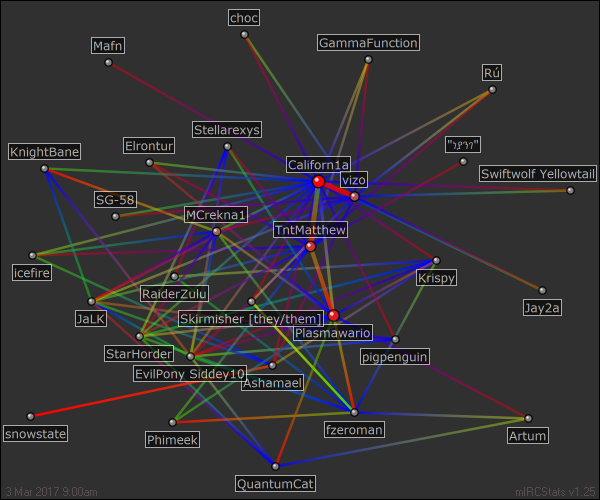 choc
Mafn
GammaFunction
Rú
Stellarexys
Elrontur
KnightBane
Californ1a
vizo
Swiftwolf Yellowtail
SG-58
MCrekna1
TntMatthew
icefire
Krispy
RaiderZulu
Jay2a
JaLK
Skirmisher [they/them]
Plasmawario
StarHorder
pigpenguin
EvilPony Siddey10
Ashamael
snowstate
Phimeek
fzeroman
Artum
QuantumCat
3 Mar 2017 9:00am
mIRCStats v1.25